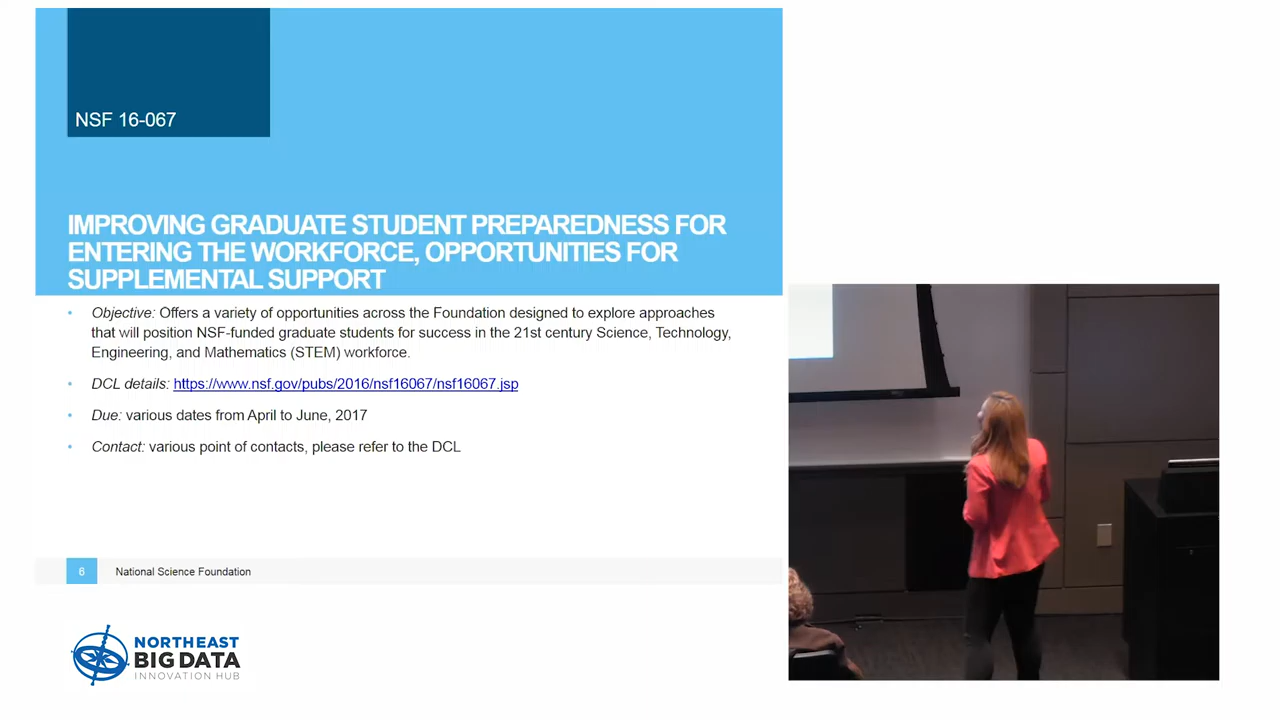 NSF 16-067
IMPROVING GRADUATE STUDENT PREPAREDNESS FOR
ENTERING THE WORKFORCE, OPPORTUNITIES FOR
SUPPLEMENTAL SUPPORT
• Objective: Offers a variety of opportunities across the Foundation designed to explore approaches
that will position NSF-funded graduate students for success in the 21st century Science, Technology,
Engineering, and Mathematics (STEM) workforce.
• DCL details: https://www.nsf.gov/pubs/2016/nsf16067/nsf16067.jsp
• Due: various dates from April to June, 2017
• Contact: various point of contacts, please refer to the DCL
6 National Science Foundation
NORTHEAST
BIG DATA
INNOVATION HUB